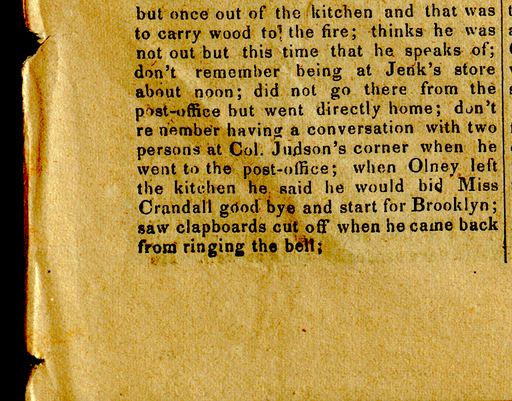 but once out of the kitchen and that was
to carry wood to the fire; thinks he was
not out but this time that he speaks of;
don't remember being at Jenk's store
about noon; did not go there from the
post-office but went directly home; don't
re nember having a conversation with two
persons at Col. Judson's corner when he
went to the post-office; when Olney left
the kitchen he said he would bid Miss
Crandall good bye and start for Brooklyn;
saw clapboards cut off when he came back
from ringing the bell;